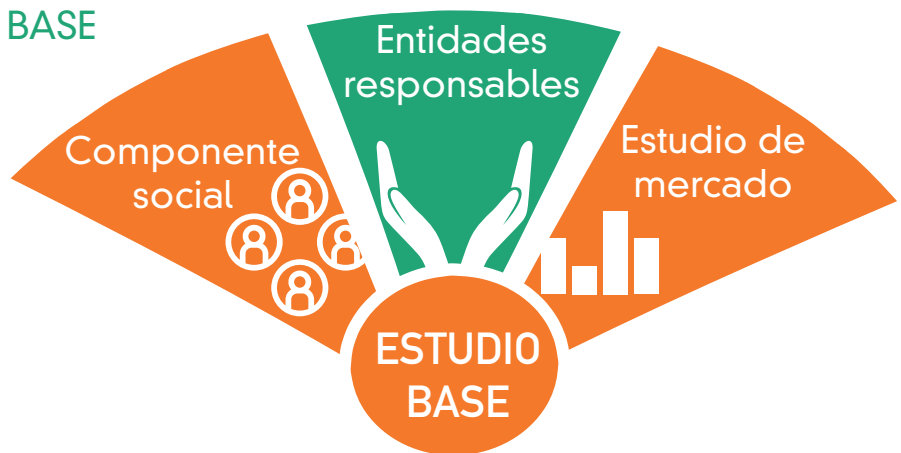 BASE
Componente
social
Entidades
responsables
Estudio de
mercado
ESTUDIO
BASE